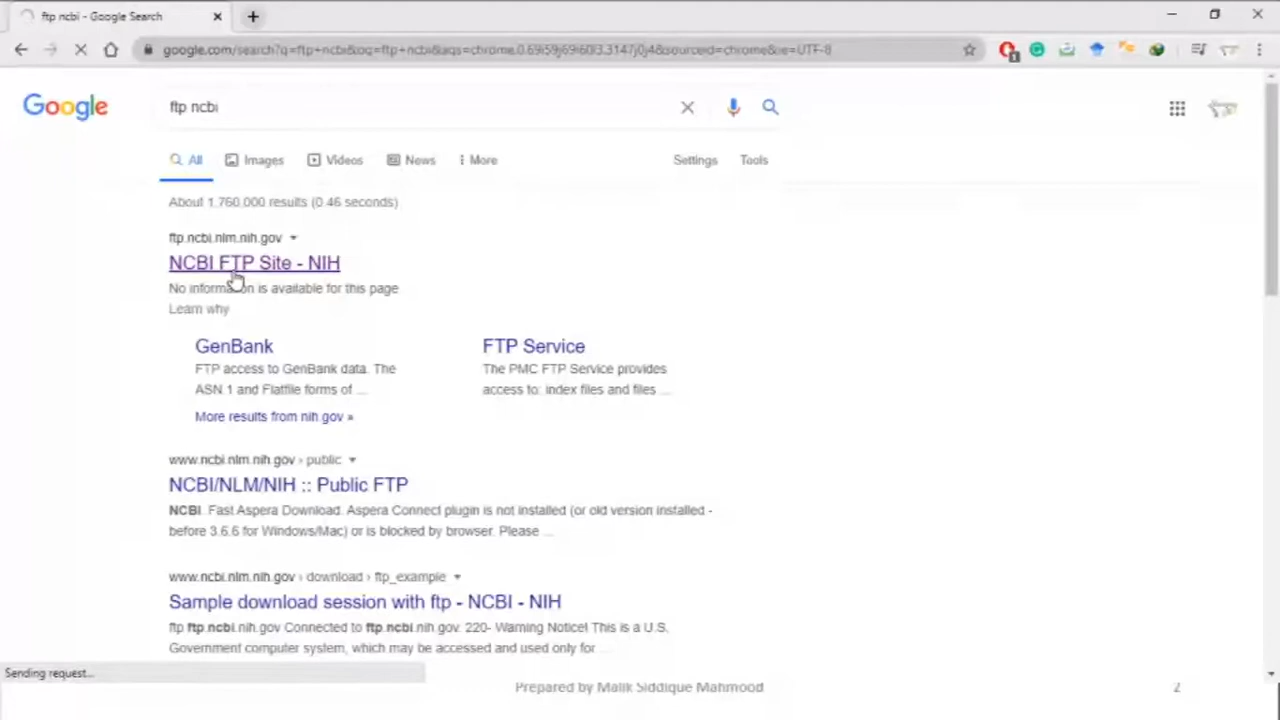 ftp ncbi - Google Search
google.com/search?q=ftp+ncbi&oq=ftp+ncbi&aqs=chrome.0.69i59j69i60l3.3147j0j4&sourceid=chrome&ie=UTF-8
Google
ftp ncbi
All Images Videos News More Settings Tools
About 1,760,000 results (0.46 seconds)
ftp.ncbi.nlm.nih.gov
NCBI FTP Site - NIH
No information is available for this page
Learn why
GenBank FTP Service
FTP access to GenBank data. The The PMC FTP Service provides
ASN.1 and Flatfile forms of ... access to: index files and files ...
More results from nih.gov »
www.ncbi.nlm.nih.gov › public
NCBI/NLM/NIH :: Public FTP
NCBI. Fast Aspera Download. Aspera Connect plugin is not installed (or old version installed -
before 3.6.6 for Windows/Mac) or is blocked by browser. Please ...
www.ncbi.nlm.nih.gov › download › ftp_example
Sample download session with ftp - NCBI - NIH
ftp ftp.ncbi.nih.gov Connected to ftp.ncbi.nih.gov. 220- Warning Notice! This is a U.S.
Government computer system, which may be accessed and used only for ...
Sending request...
Prepared by Malik Siddique Mahmood 2